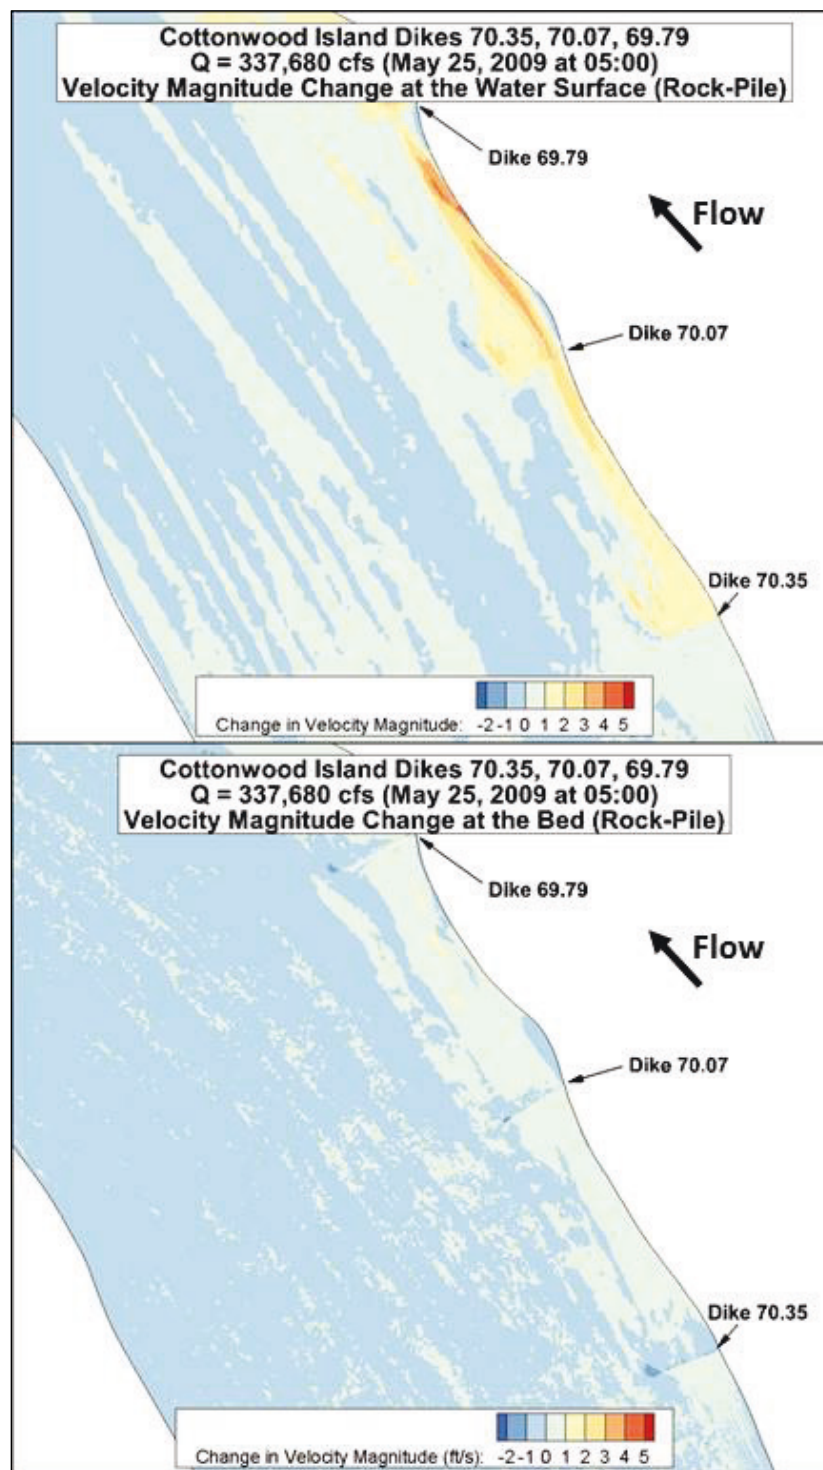 Cottonwood Island Dikes 70.35, 70.07, 69.79
Q = 337,680 cfs (May 25, 2009 at 05:00)
Velocity Magnitude Change at the Water Surface (Rock-Pile)
Dike 69.79
Flow
Dike 70.07
Dike 70.35
Change in Velocity Magnitude: -2 -1 0 1 2 3 4 5
Cottonwood Island Dikes 70.35, 70.07, 69.79
Q = 337,680 cfs (May 25, 2009 at 05:00)
Velocity Magnitude Change at the Bed (Rock-Pile)
Dike 69.79
Flow
Dike 70.07
Dike 70.35
Change in Velocity Magnitude (ft/s): -2 -1 0 1 2 3 4 5